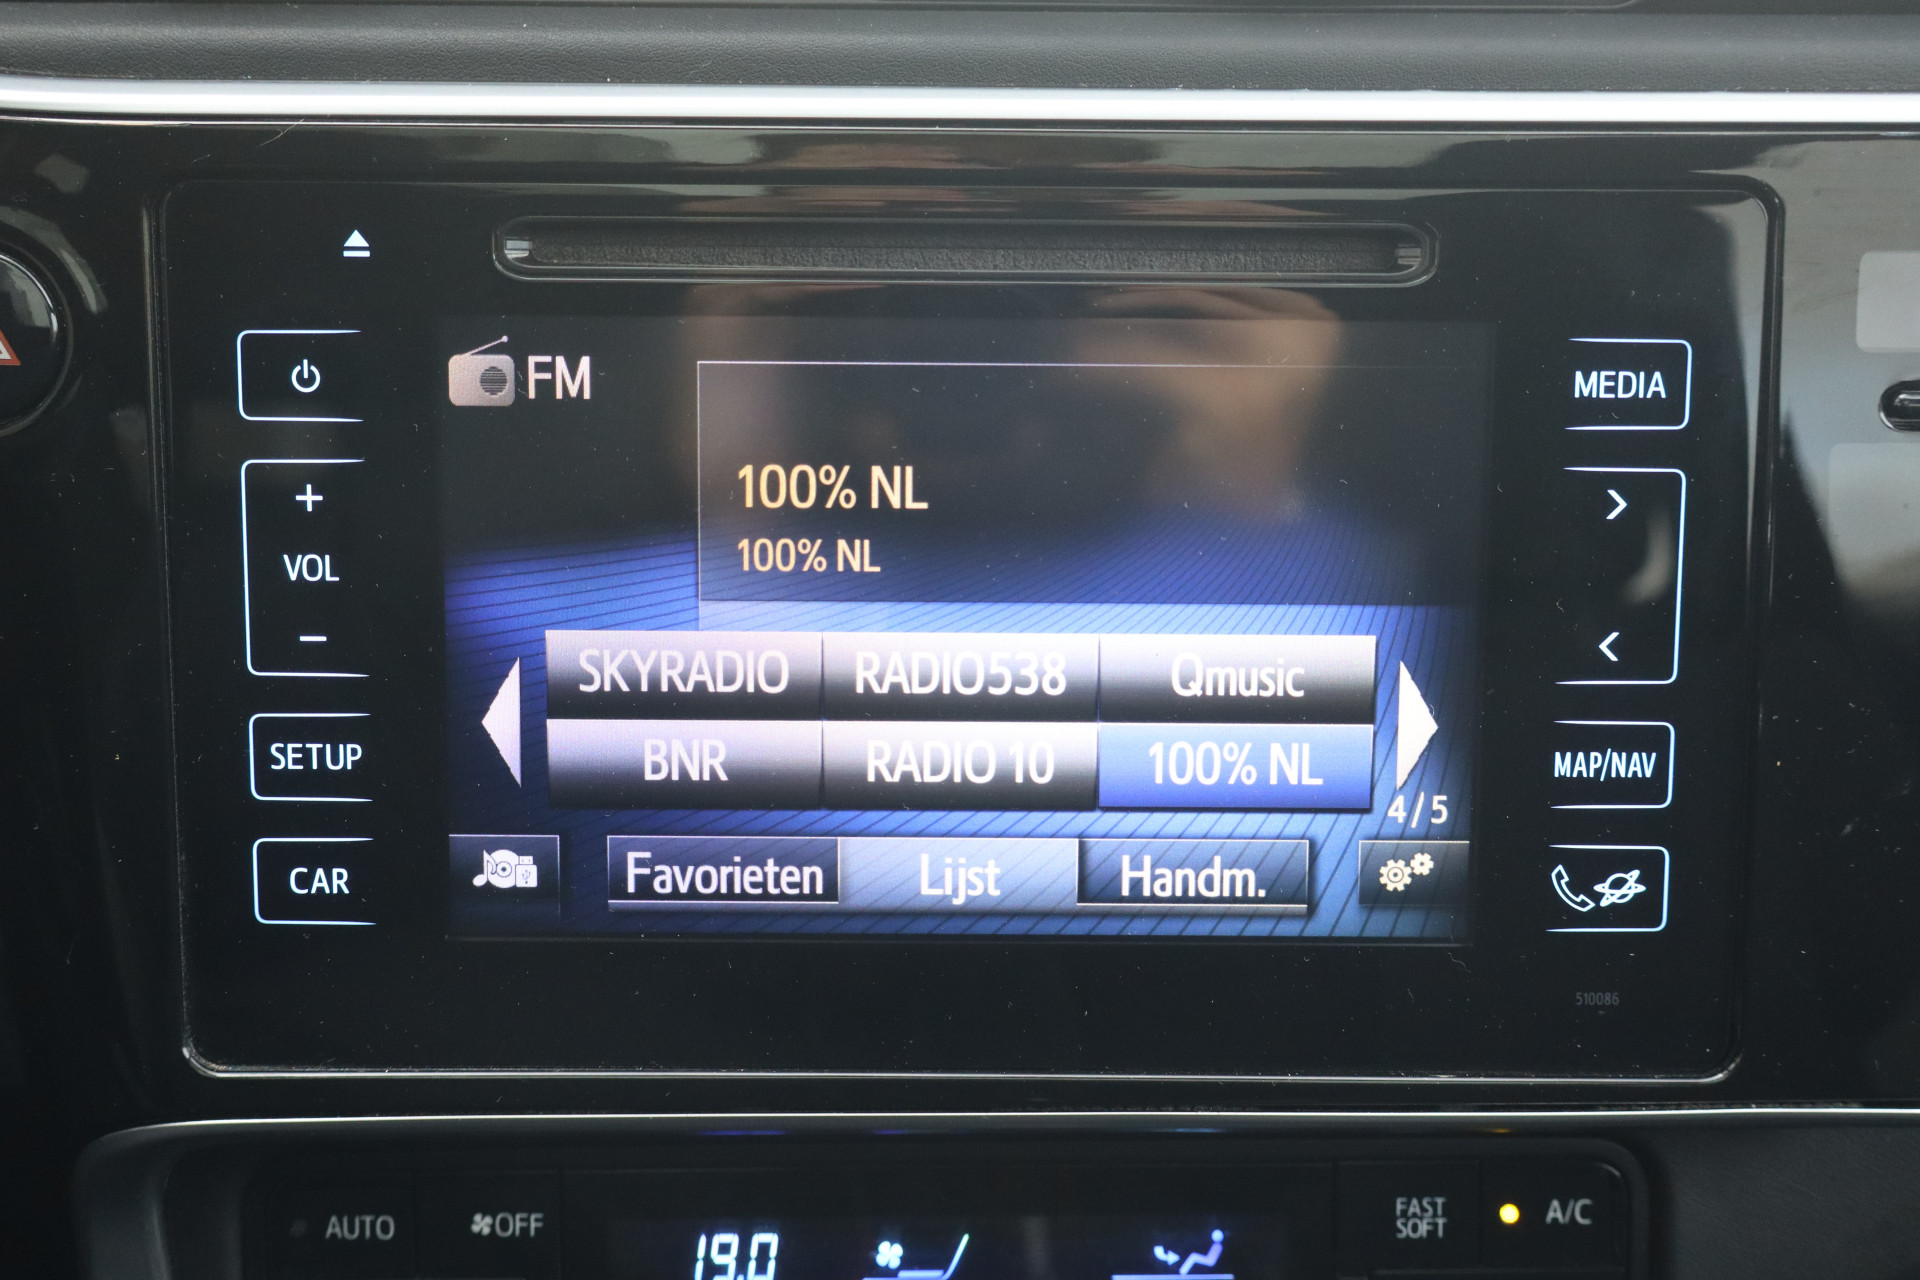 FM
100% NL
100% NL
SKYRADIO RADIO538 Qmusic
BNR RADIO 10 100% NL
4/5
Favorieten Lijst Handm.
VOL
SETUP
CAR
MEDIA
MAP/NAV
510086
AUTO OFF
19.0
FAST
SOFT
A/C